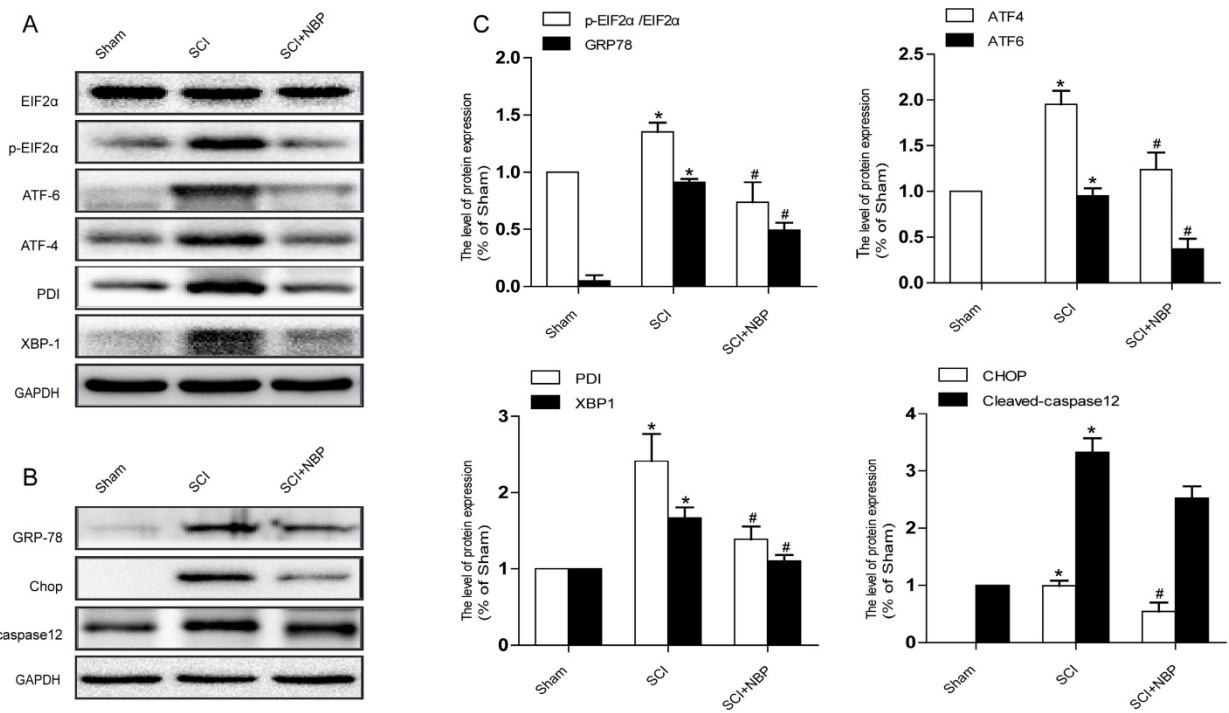 A
Sham SCI SCI+NBP
EIF2α
p-EIF2α
ATF-6
ATF-4
PDI
XBP-1
GAPDH
B
Sham SCI SCI+NBP
GRP-78
Chop
caspase12
GAPDH
C
p-EIF2α /EIF2α
GRP78
The level of protein expression
(% of Sham)
2.0
1.5
1.0
0.5
0.0
*
*
#
#
Sham SCI SCI+NBP
ATF4
ATF6
The level of protein expression
(% of Sham)
2.5
2.0
1.5
1.0
0.5
0.0
*
*
#
#
Sham SCI SCI+NBP
PDI
XBP1
The level of protein expression
(% of Sham)
3
2
1
0
*
*
#
#
Sham SCI SCI+NBP
CHOP
Cleaved-caspase12
The level of protein expression
(% of Sham)
4
3
2
1
0
*
*
#
Sham SCI SCI+NBP